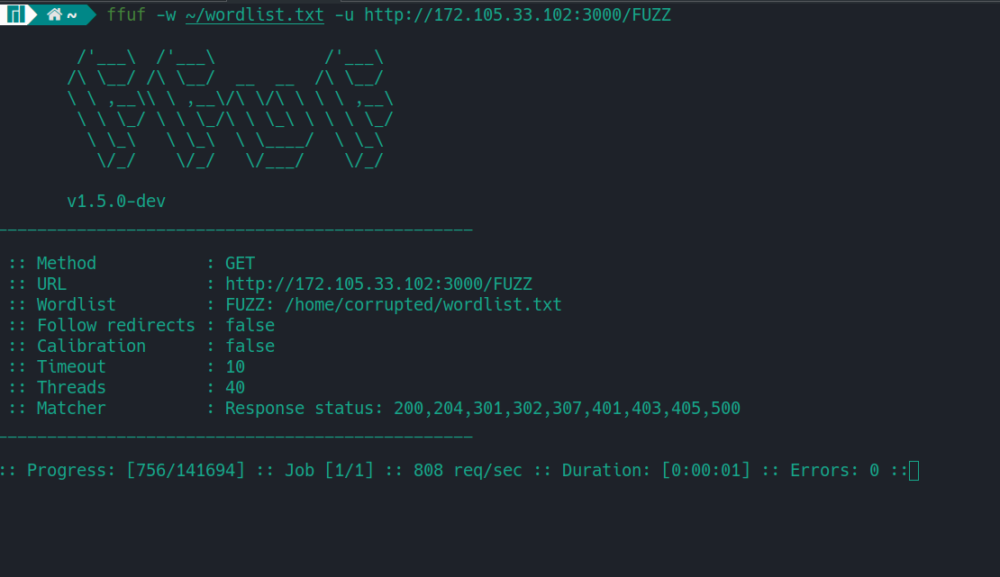 ~ ffuf -w ~/wordlist.txt -u http://172.105.33.102:3000/FUZZ
        /'___\  /'___\           /'___\
       /\ \__/ /\ \__/  __  __  /\ \__/
       \ \ ,__\\ \ ,__\/\ \/\ \ \ \ ,__\
        \ \ \_/ \ \ \_/\ \ \_\ \ \ \ \_/
         \ \_\   \ \_\  \ \____/  \ \_\
          \/_/    \/_/   \/___/    \/_/
v1.5.0-dev
________________________________________________
:: Method           : GET
:: URL              : http://172.105.33.102:3000/FUZZ
:: Wordlist         : FUZZ: /home/corrupted/wordlist.txt
:: Follow redirects : false
:: Calibration      : false
:: Timeout          : 10
:: Threads          : 40
:: Matcher          : Response status: 200,204,301,302,307,401,403,405,500
________________________________________________
:: Progress: [756/141694] :: Job [1/1] :: 808 req/sec :: Duration: [0:00:01] :: Errors: 0 ::